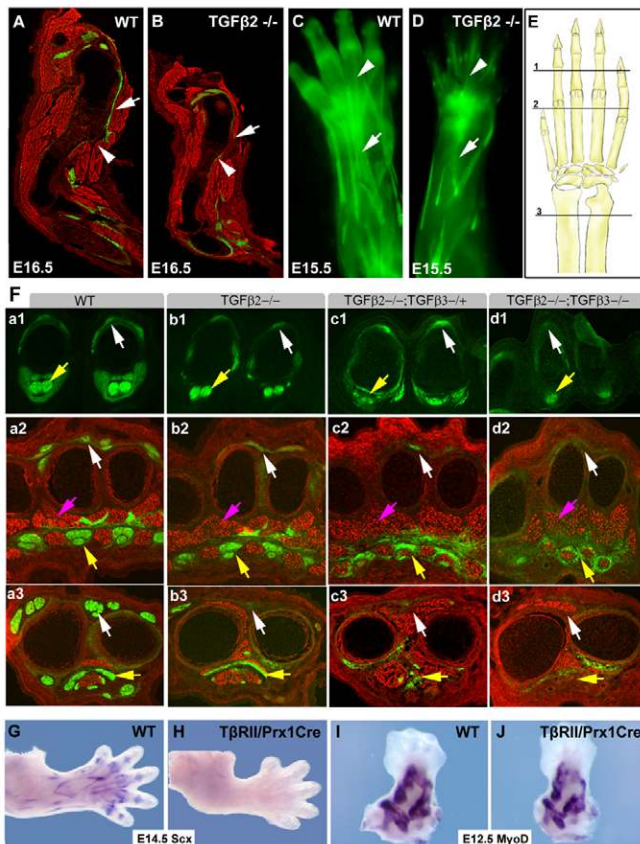 A WT
B TGFβ2 -/-
C WT
D TGFβ2 -/-
E
1
2
3
E16.5
E16.5
E15.5
E15.5
F
WT
TGFβ2−/−
TGFβ2−/−;TGFβ3−/+
TGFβ2−/−;TGFβ3−/−
a1
b1
c1
d1
a2
b2
c2
d2
a3
b3
c3
d3
G WT
H TβRII/Prx1Cre
I WT
J TβRII/Prx1Cre
E14.5 Scx
E12.5 MyoD